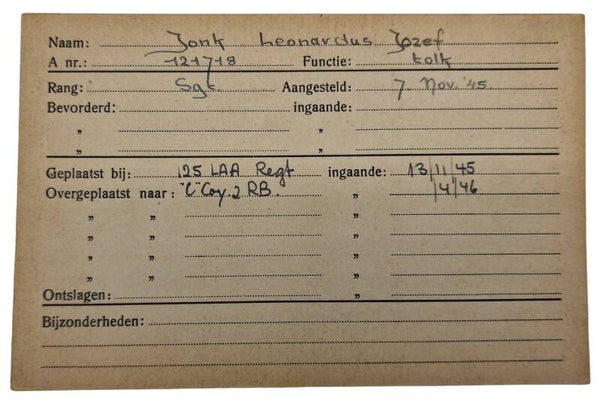 Naam: Jonk Leonardus Jozef
A nr.: 121718 Functie: tolk
Rang: Sgt Aangesteld: 7 Nov. '45.
Bevorderd: ingaande:
" "
" "
Geplaatst bij: 125 LAA Regt ingaande: 13/11/45
Overgeplaatst naar: "C" Coy. 2 RB. " /4/46
" " "
" " "
" " "
" " "
Ontslagen: "
Bijzonderheden: